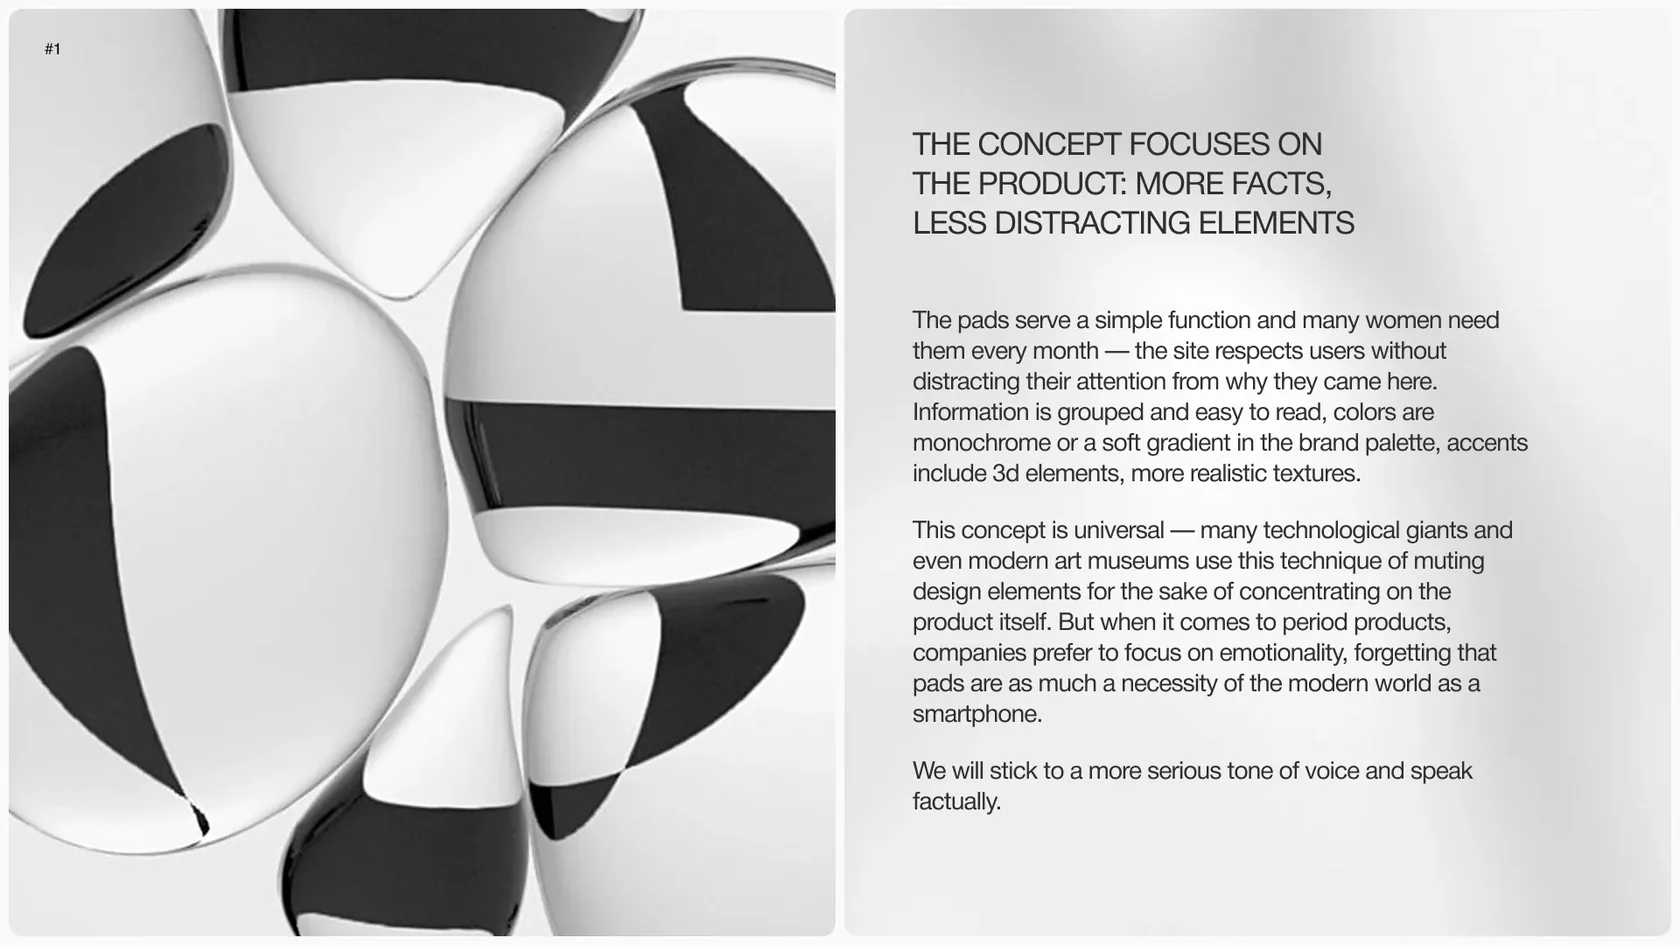 #1
THE CONCEPT FOCUSES ON
THE PRODUCT: MORE FACTS,
LESS DISTRACTING ELEMENTS
The pads serve a simple function and many women need
them every month — the site respects users without
distracting their attention from why they came here.
Information is grouped and easy to read, colors are
monochrome or a soft gradient in the brand palette, accents
include 3d elements, more realistic textures.
This concept is universal — many technological giants and
even modern art museums use this technique of muting
design elements for the sake of concentrating on the
product itself. But when it comes to period products,
companies prefer to focus on emotionality, forgetting that
pads are as much a necessity of the modern world as a
smartphone.
We will stick to a more serious tone of voice and speak
factually.